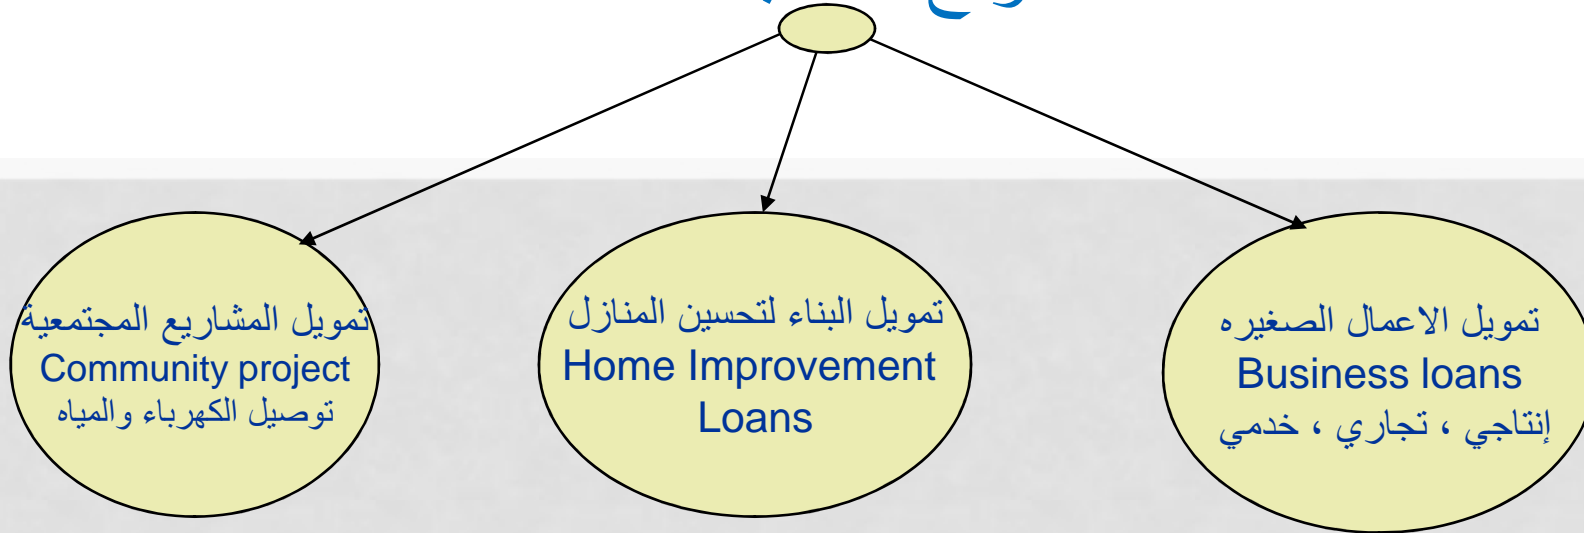 تمويل الاعمال الصغيره
Business loans
إنتاجي ، تجاري ، خدمي
تمويل البناء لتحسين المنازل
Home Improvement
Loans
تمويل المشاريع المجتمعية
Community project
توصيل الكهرباء والمياه